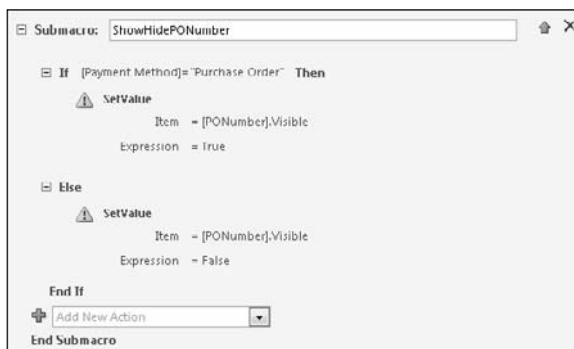 Submacro: ShowHidePONumber
If [Payment Method]="Purchase Order" Then
SetValue
Item = [PONumber].Visible
Expression = True
Else
SetValue
Item = [PONumber].Visible
Expression = False
End If
Add New Action
End Submacro